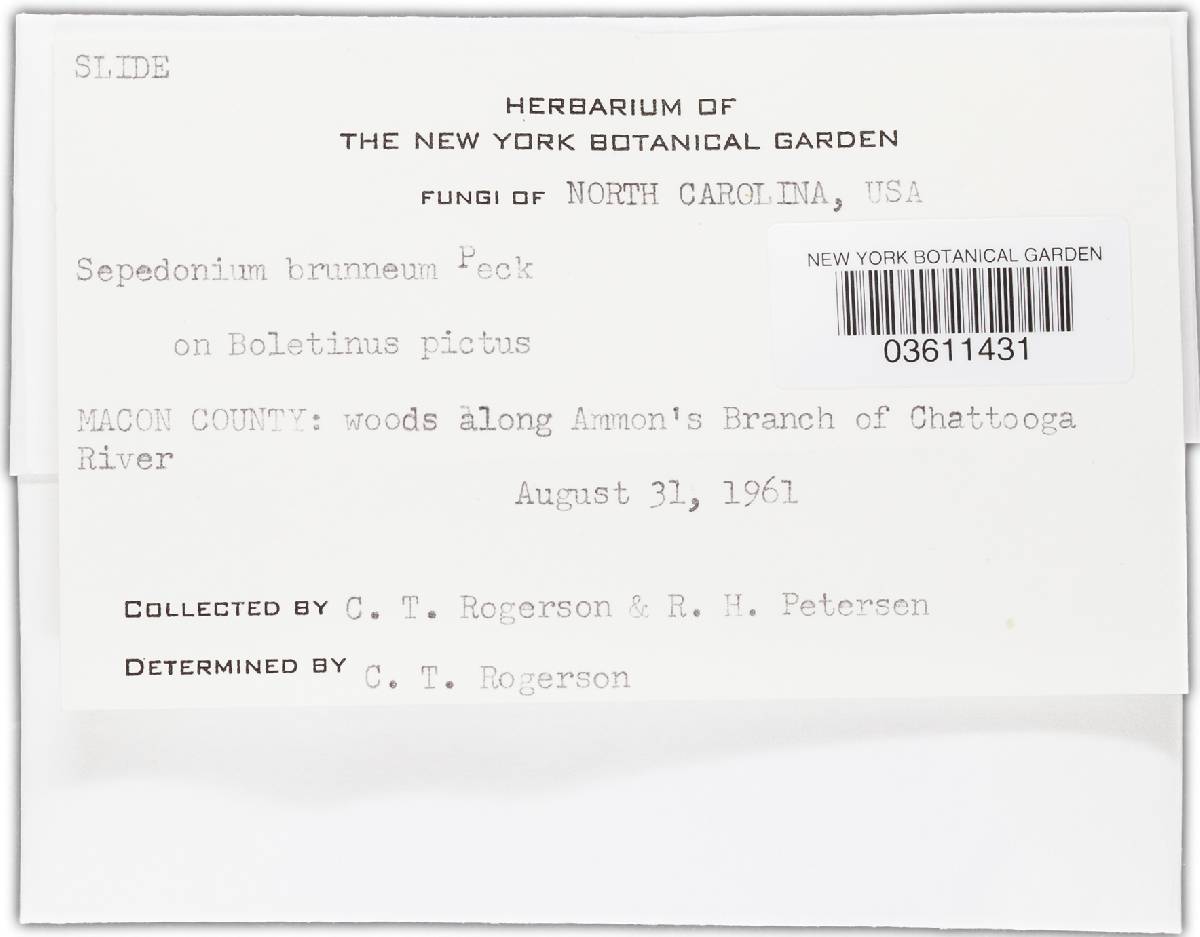 SLIDE
HERBARIUM OF
THE NEW YORK BOTANICAL GARDEN
FUNGI OF NORTH CAROLINA, USA
Sepedonium brunneum Peck
NEW YORK BOTANICAL GARDEN
03611431
on Boletinus pictus
MACON COUNTY: woods along Ammon's Branch of Chattooga
River
August 31, 1961
COLLECTED BY C. T. Rogerson & R. H. Petersen
DETERMINED BY C. T. Rogerson